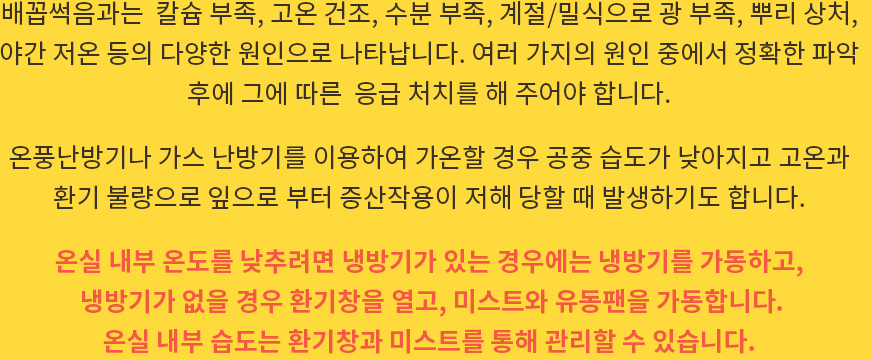 배꼽썩음과는 칼슘 부족, 고온 건조, 수분 부족, 계절/밀식으로 광 부족, 뿌리 상처,
야간 저온 등의 다양한 원인으로 나타납니다. 여러 가지의 원인 중에서 정확한 파악
후에 그에 따른 응급 처치를 해 주어야 합니다.
온풍난방기나 가스 난방기를 이용하여 가온할 경우 공중 습도가 낮아지고 고온과
환기 불량으로 잎으로 부터 증산작용이 저해 당할 때 발생하기도 합니다.
온실 내부 온도를 낮추려면 냉방기가 있는 경우에는 냉방기를 가동하고,
냉방기가 없을 경우 환기창을 열고, 미스트와 유동팬을 가동합니다.
온실 내부 습도는 환기창과 미스트를 통해 관리할 수 있습니다.